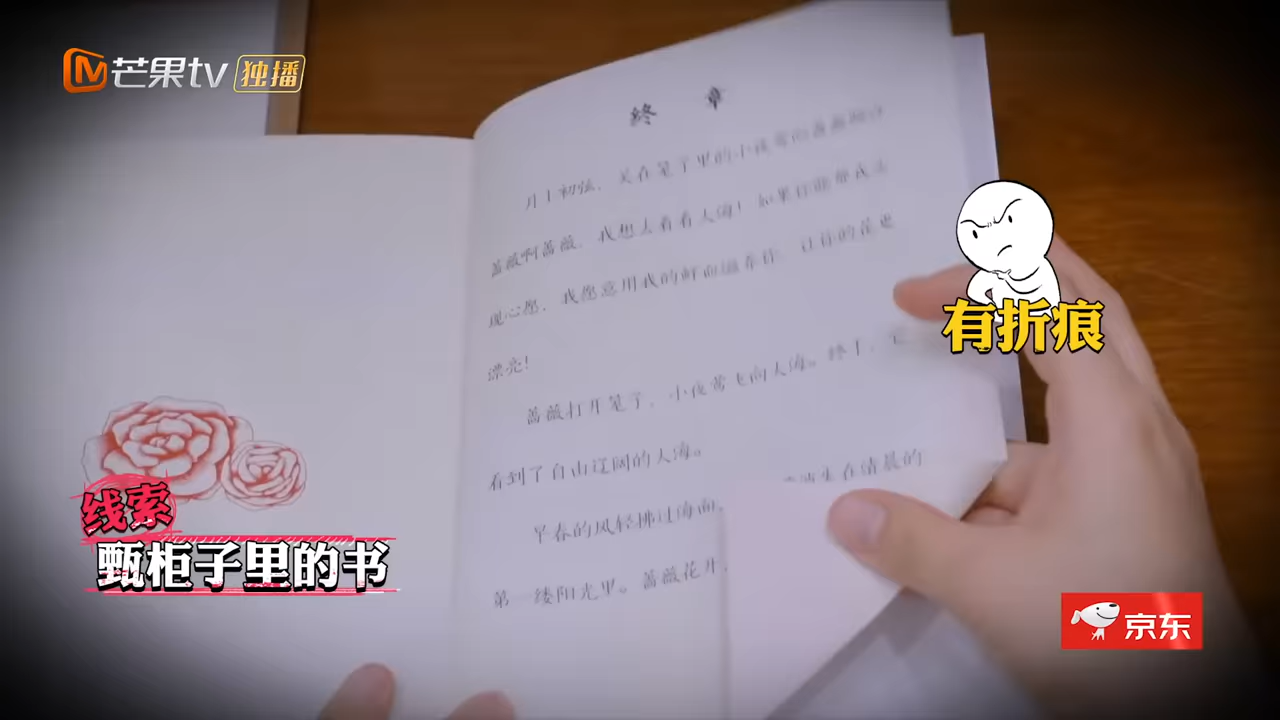 芒果tv 独播
终章
月上初弦，关在笼子里的小夜莺向蔷薇
蔷薇啊蔷薇，我想去看看大海！如果你能帮我
现心愿，我愿意用我的鲜血滋养你，让你的花更
漂亮！
蔷薇打开笼子，小夜莺飞向大海。终于，它
看到了自由辽阔的大海。
早春的风轻拂过海面，
在清晨的
第一缕阳光里。蔷薇花开，
有折痕
线索
甄柜子里的书
京东